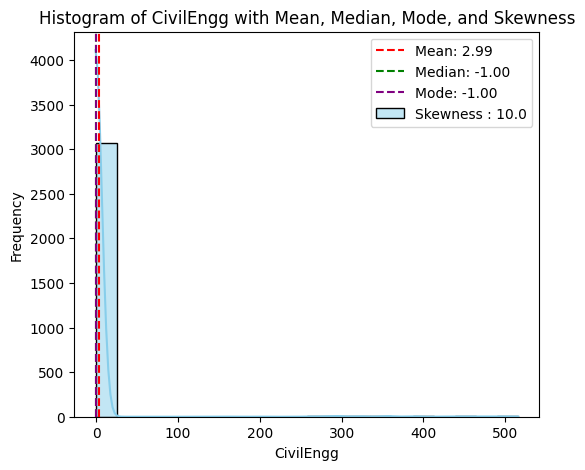 Histogram of CivilEngg with Mean, Median, Mode, and Skewness
Mean: 2.99
Median: -1.00
Mode: -1.00
Skewness : 10.0
4000
3500
3000
2500
2000
1500
1000
500
0
Frequency
0 100 200 300 400 500
CivilEngg